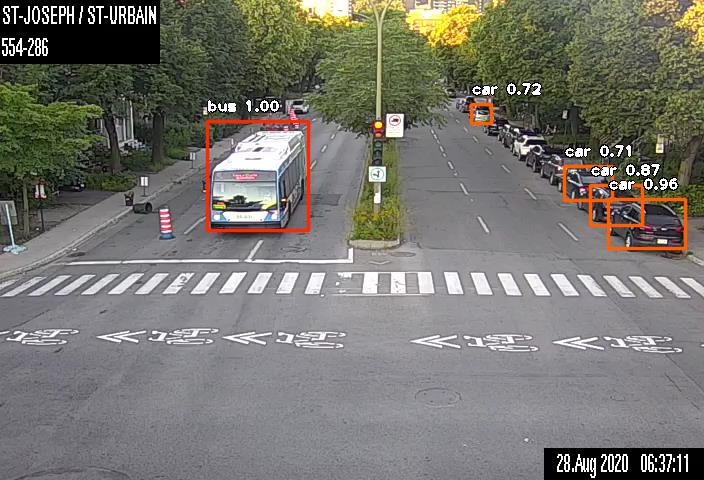 ST-JOSEPH / ST-URBAIN
554-286
car 0.72
bus 1.00
car 0.71
car 0.87
car 0.96
28.Aug 2020 06:37:11